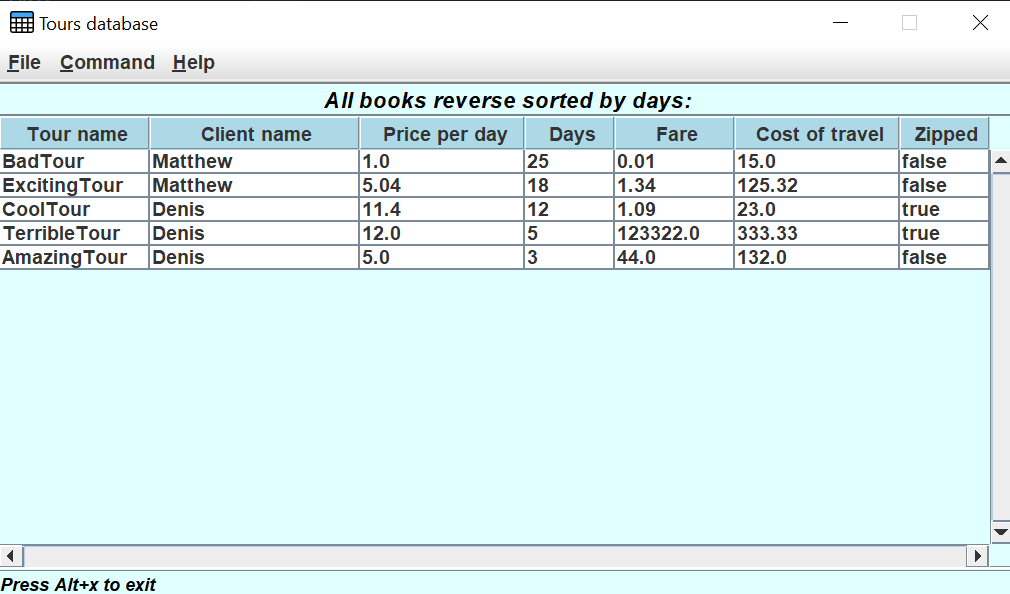 Tours database
File Command Help
All books reverse sorted by days:
Tour name Client name Price per day Days Fare Cost of travel Zipped
BadTour Matthew 1.0 25 0.01 15.0 false
ExcitingTour Matthew 5.04 18 1.34 125.32 false
CoolTour Denis 11.4 12 1.09 23.0 true
TerribleTour Denis 12.0 5 123322.0 333.33 true
AmazingTour Denis 5.0 3 44.0 132.0 false
Press Alt+x to exit